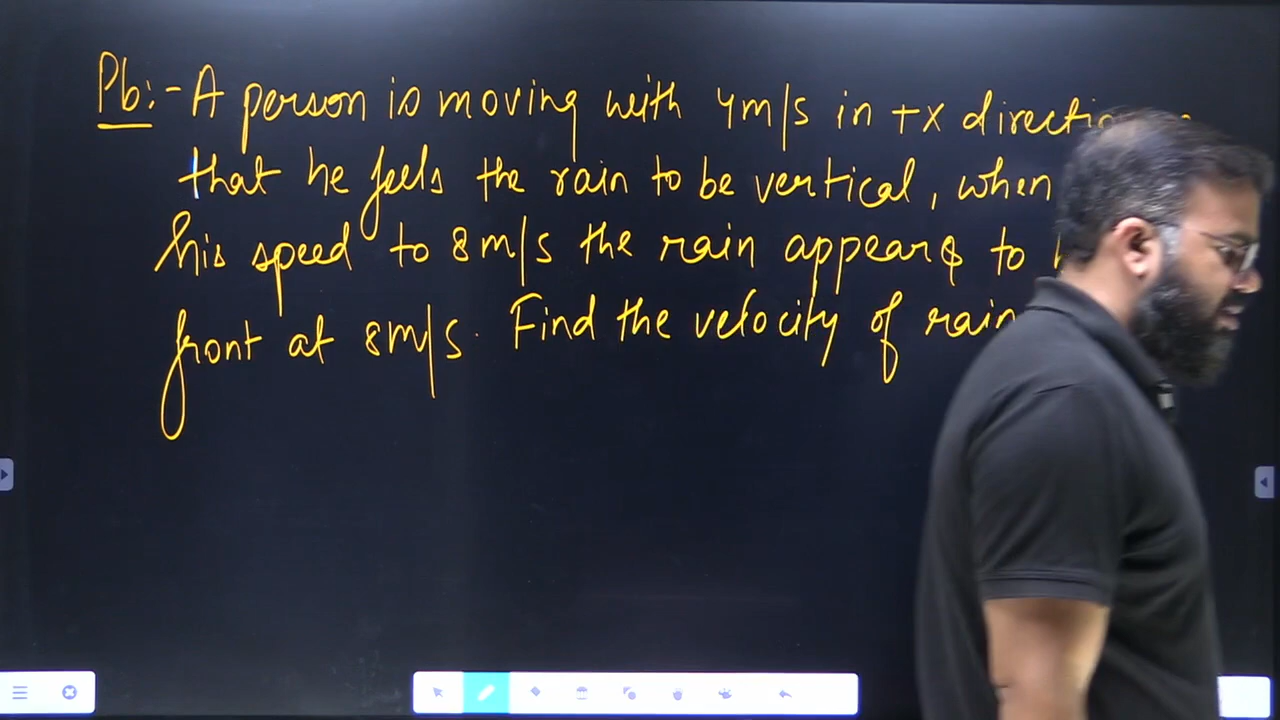 Pb:- A person is moving with 4m/s in +x direction
that he feels the rain to be vertical, when
his speed to 8m/s the rain appears to
front at 8m/s. Find the velocity of rain